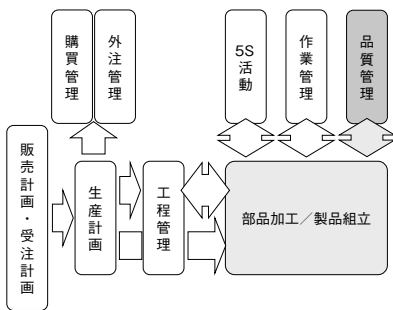 購買管理
外注管理
5S活動
作業管理
品質管理
販売計画・受注計画
生産計画
工程管理
部品加工／製品組立